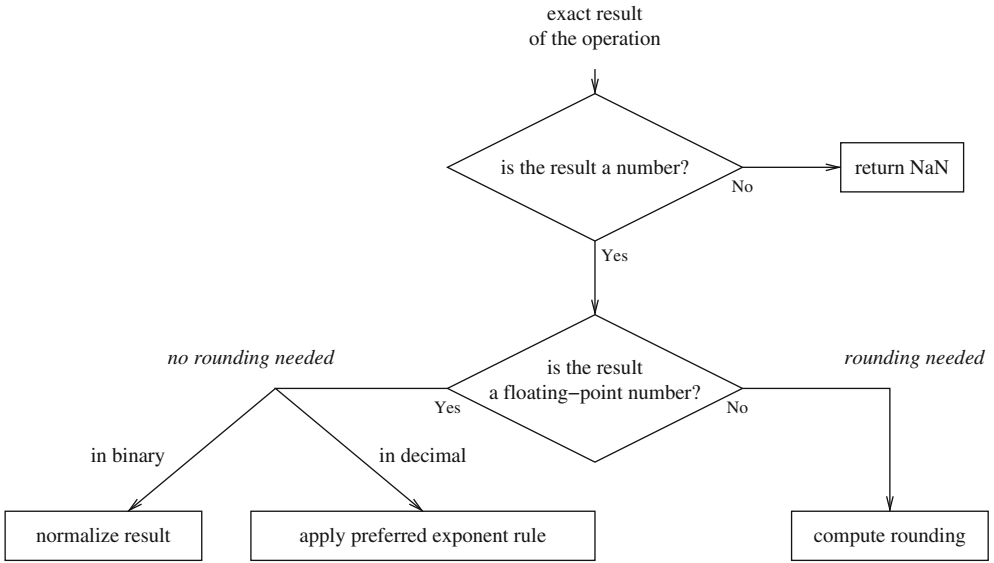 exact result
of the operation
is the result a number?
No
return NaN
Yes
no rounding needed
is the result
a floating−point number?
rounding needed
Yes
No
in binary
in decimal
normalize result
apply preferred exponent rule
compute rounding